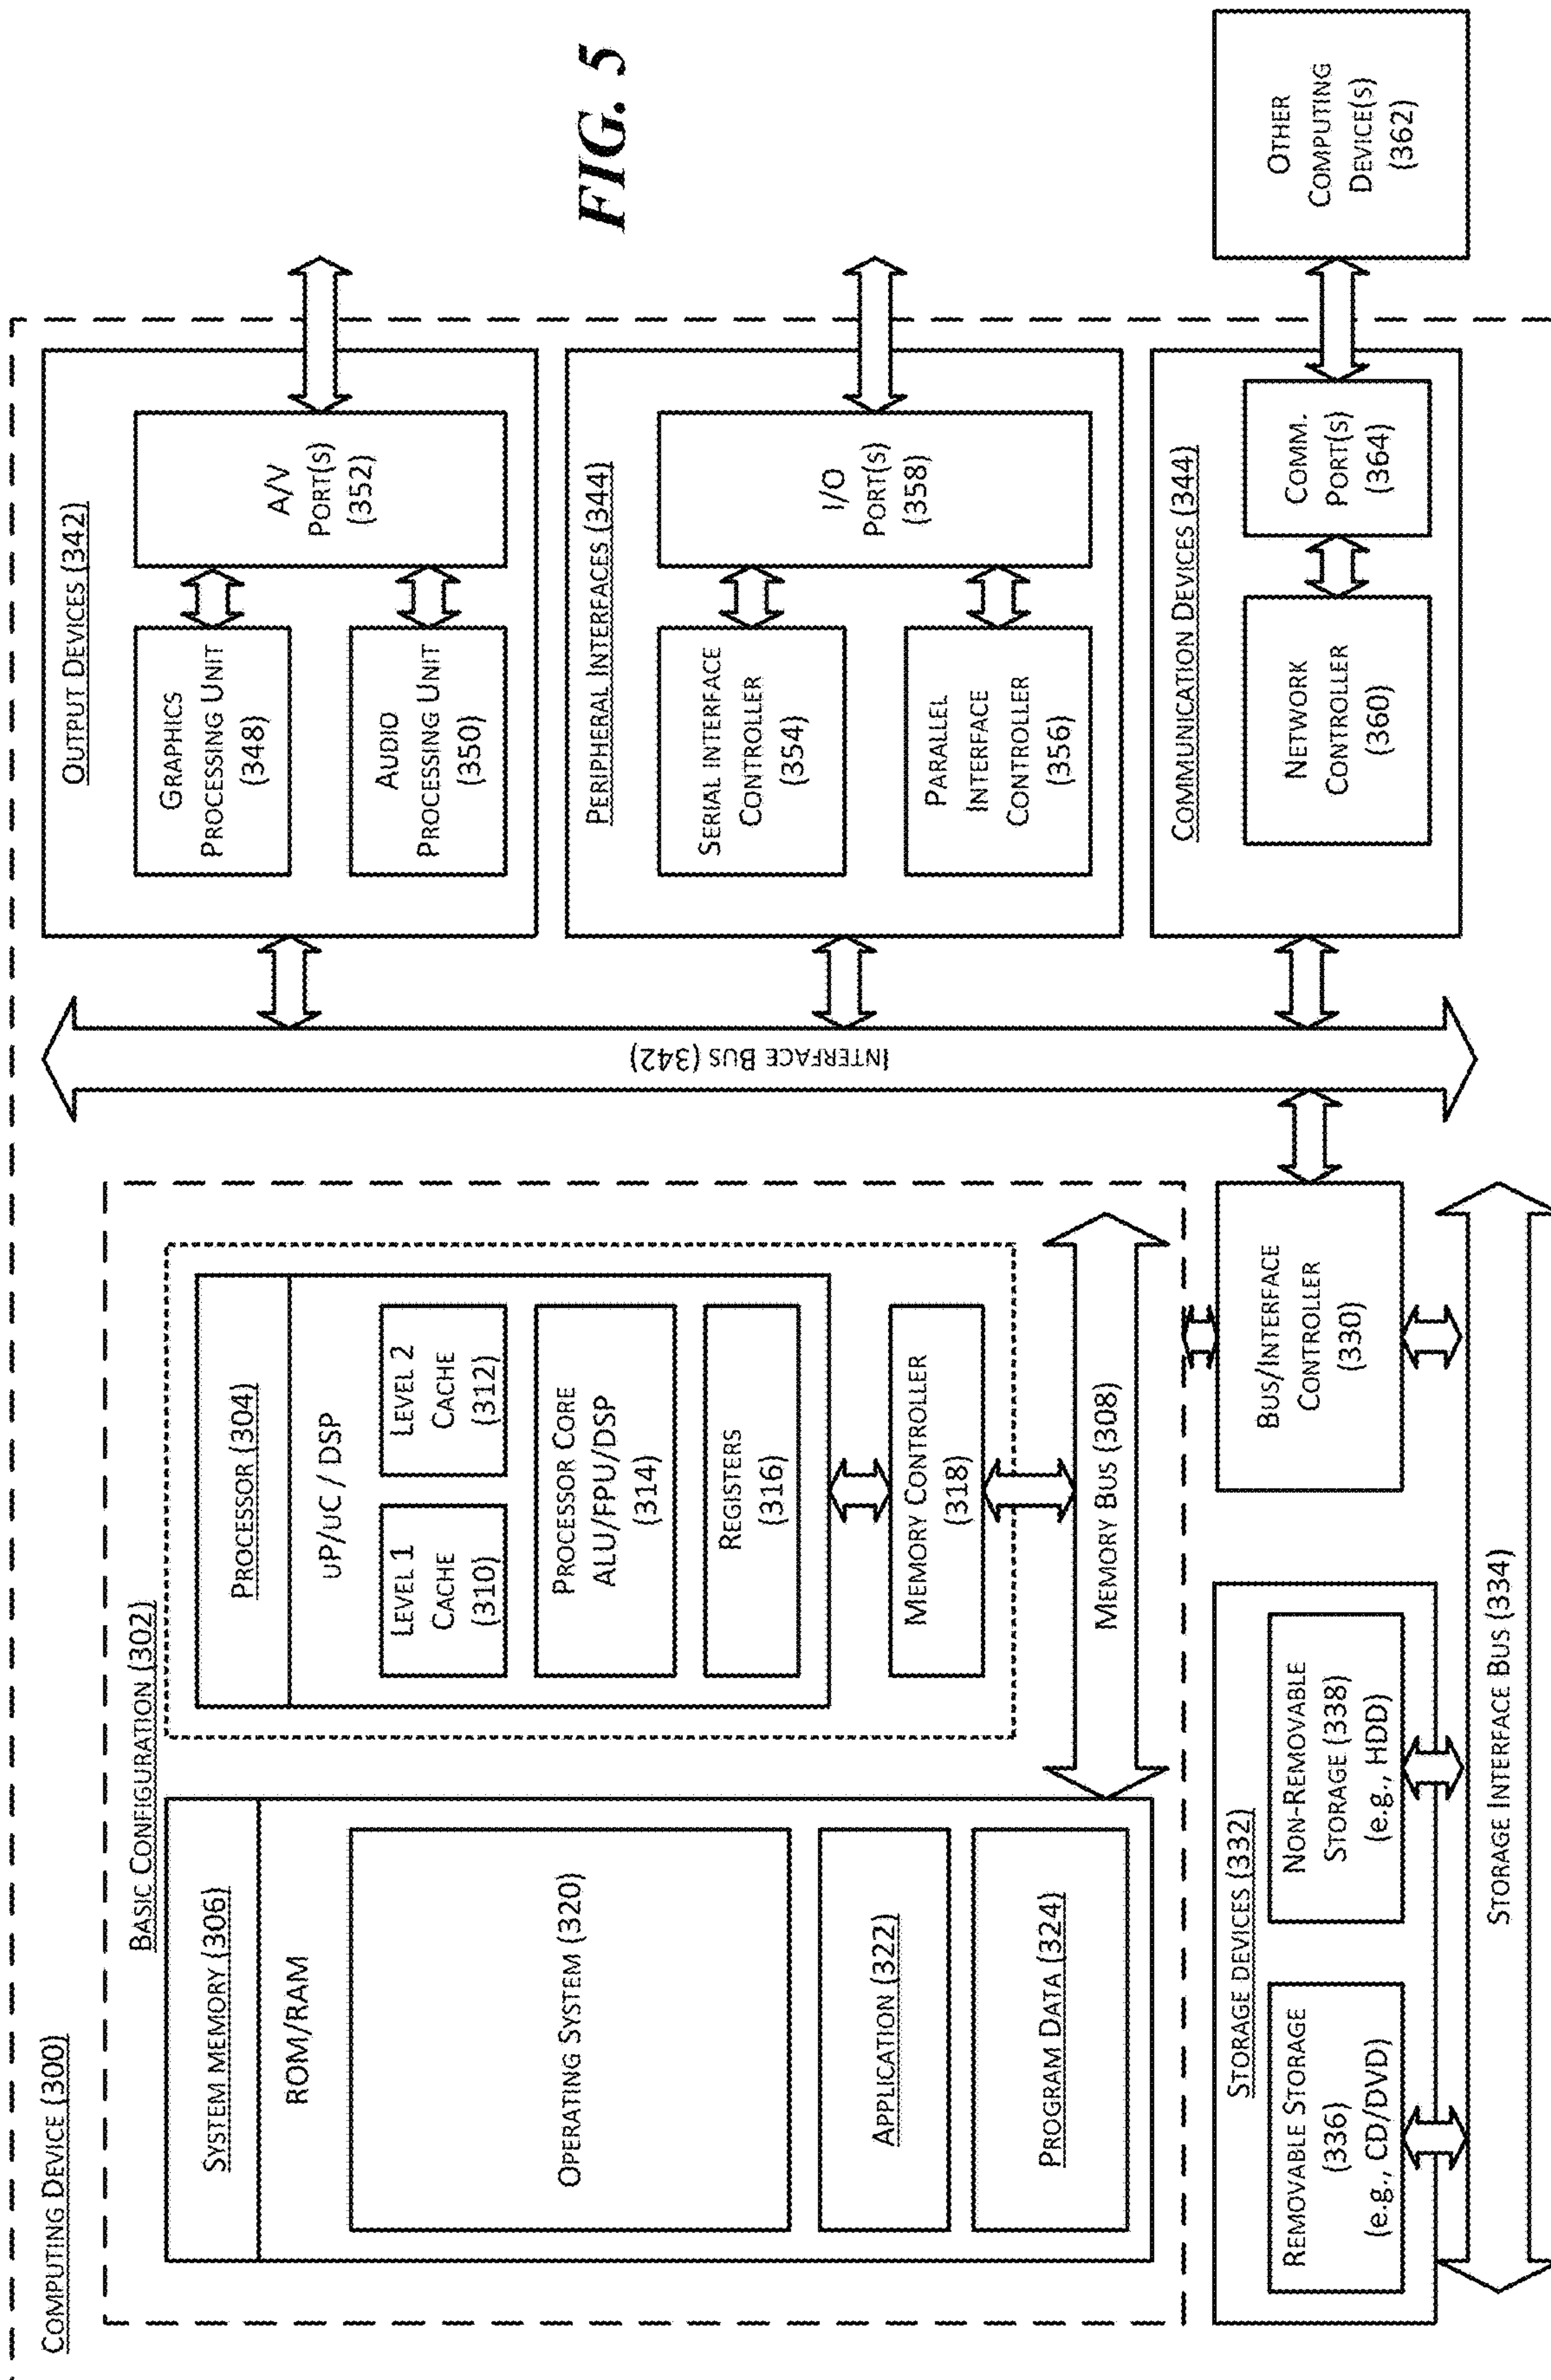 COMPUTING DEVICE (300)
BASIC CONFIGURATION (302)
SYSTEM MEMORY (306)
ROM/RAM
OPERATING SYSTEM (320)
APPLICATION (322)
PROGRAM DATA (324)
PROCESSOR (304)
uP/uC / DSP
LEVEL 1
CACHE
(310)
LEVEL 2
CACHE
(312)
PROCESSOR CORE
ALU/FPU/DSP
(314)
REGISTERS
(316)
MEMORY CONTROLLER
(318)
MEMORY BUS (308)
STORAGE DEVICES (332)
REMOVABLE STORAGE
(336)
(e.g., CD/DVD)
NON-REMOVABLE
STORAGE (338)
(e.g., HDD)
BUS/INTERFACE
CONTROLLER
(330)
STORAGE INTERFACE BUS (334)
INTERFACE BUS (342)
OUTPUT DEVICES (342)
GRAPHICS
PROCESSING UNIT
(348)
AUDIO
PROCESSING UNIT
(350)
A/V
PORT(S)
(352)
PERIPHERAL INTERFACES (344)
SERIAL INTERFACE
CONTROLLER
(354)
PARALLEL
INTERFACE
CONTROLLER
(356)
I/O
PORT(S)
(358)
COMMUNICATION DEVICES (344)
NETWORK
CONTROLLER
(360)
COMM.
PORT(S)
(364)
OTHER
COMPUTING
DEVICE(S)
(362)
FIG. 5